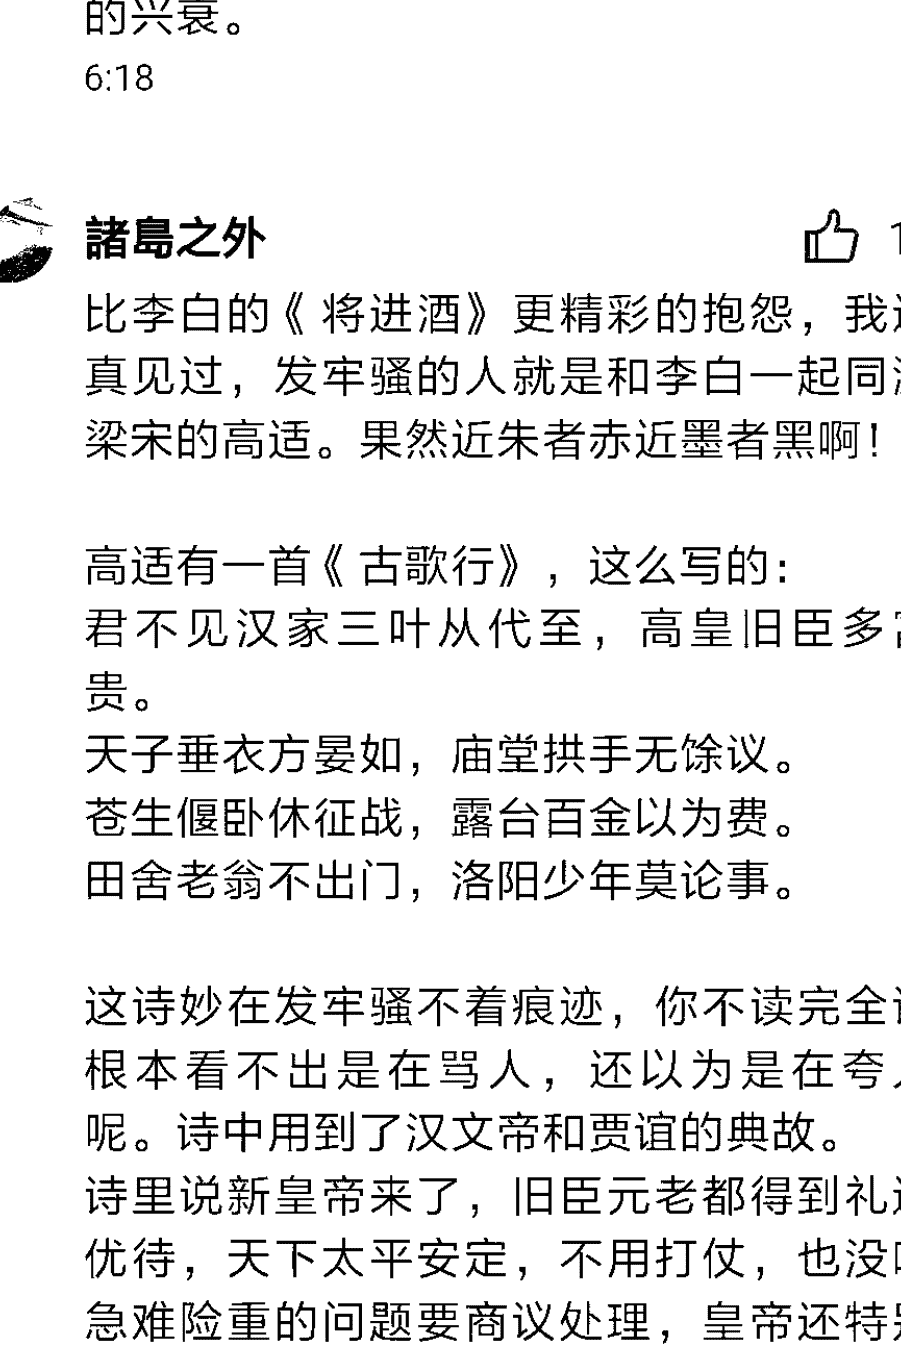 的兴衰。
6:18
諸島之外
比李白的《将进酒》更精彩的抱怨，我
真见过，发牢骚的人就是和李白一起同
梁宋的高适。果然近朱者赤近墨者黑啊！
高适有一首《古歌行》，这么写的：
君不见汉家三叶从代至，高皇旧臣多
贵。
天子垂衣方晏如，庙堂拱手无馀议。
苍生偃卧休征战，露台百金以为费。
田舍老翁不出门，洛阳少年莫论事。
这诗妙在发牢骚不着痕迹，你不读完全
根本看不出是在骂人，还以为是在夸
呢。诗中用到了汉文帝和贾谊的典故。
诗里说新皇帝来了，旧臣元老都得到礼
优待，天下太平安定，不用打仗，也没
急难险重的问题要商议处理，皇帝还特